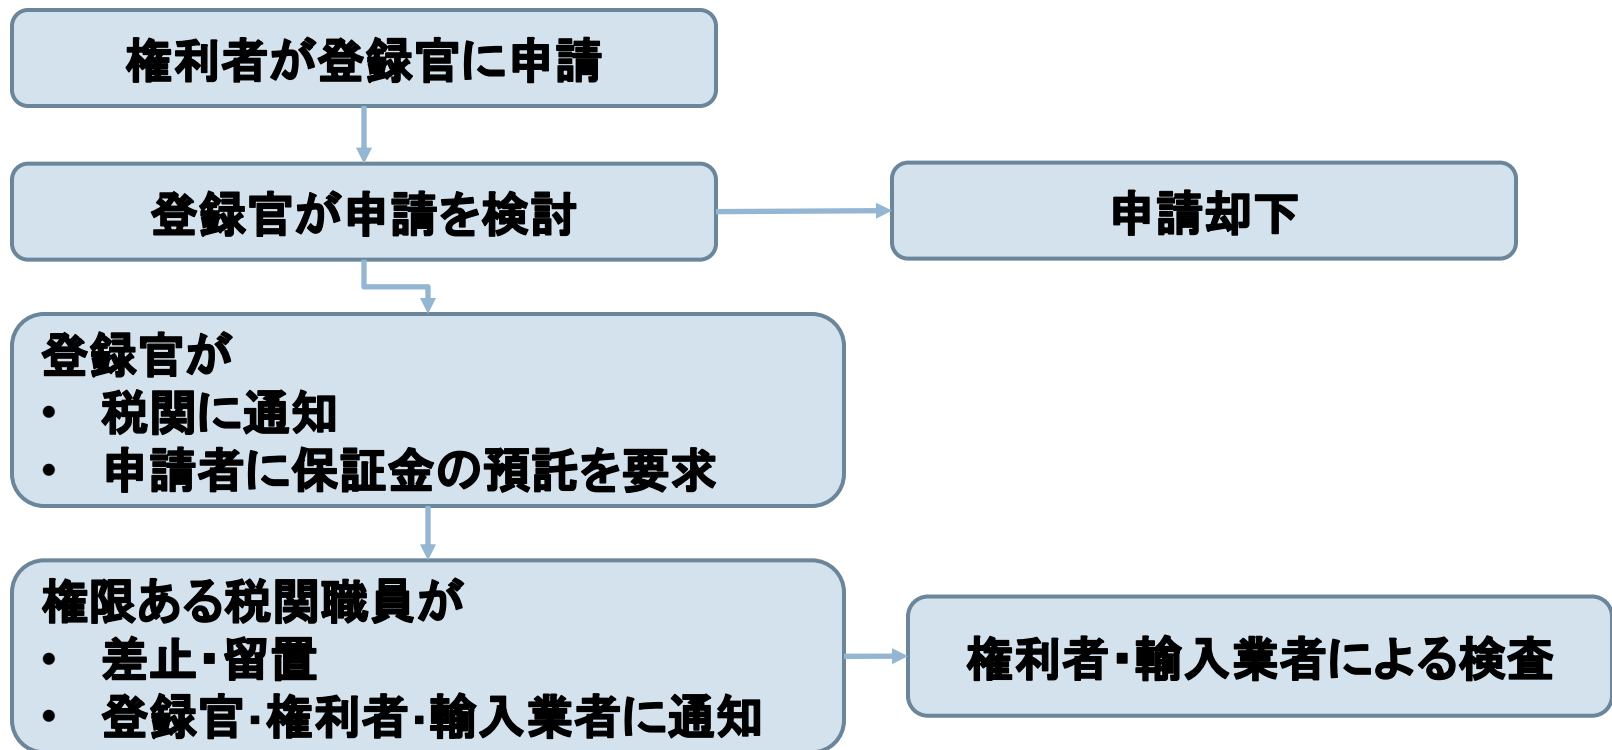 権利者が登録官に申請
登録官が申請を検討
申請却下
登録官が
• 税関に通知
• 申請者に保証金の預託を要求
権限ある税関職員が
• 差止・留置
• 登録官・権利者・輸入業者に通知
権利者・輸入業者による検査